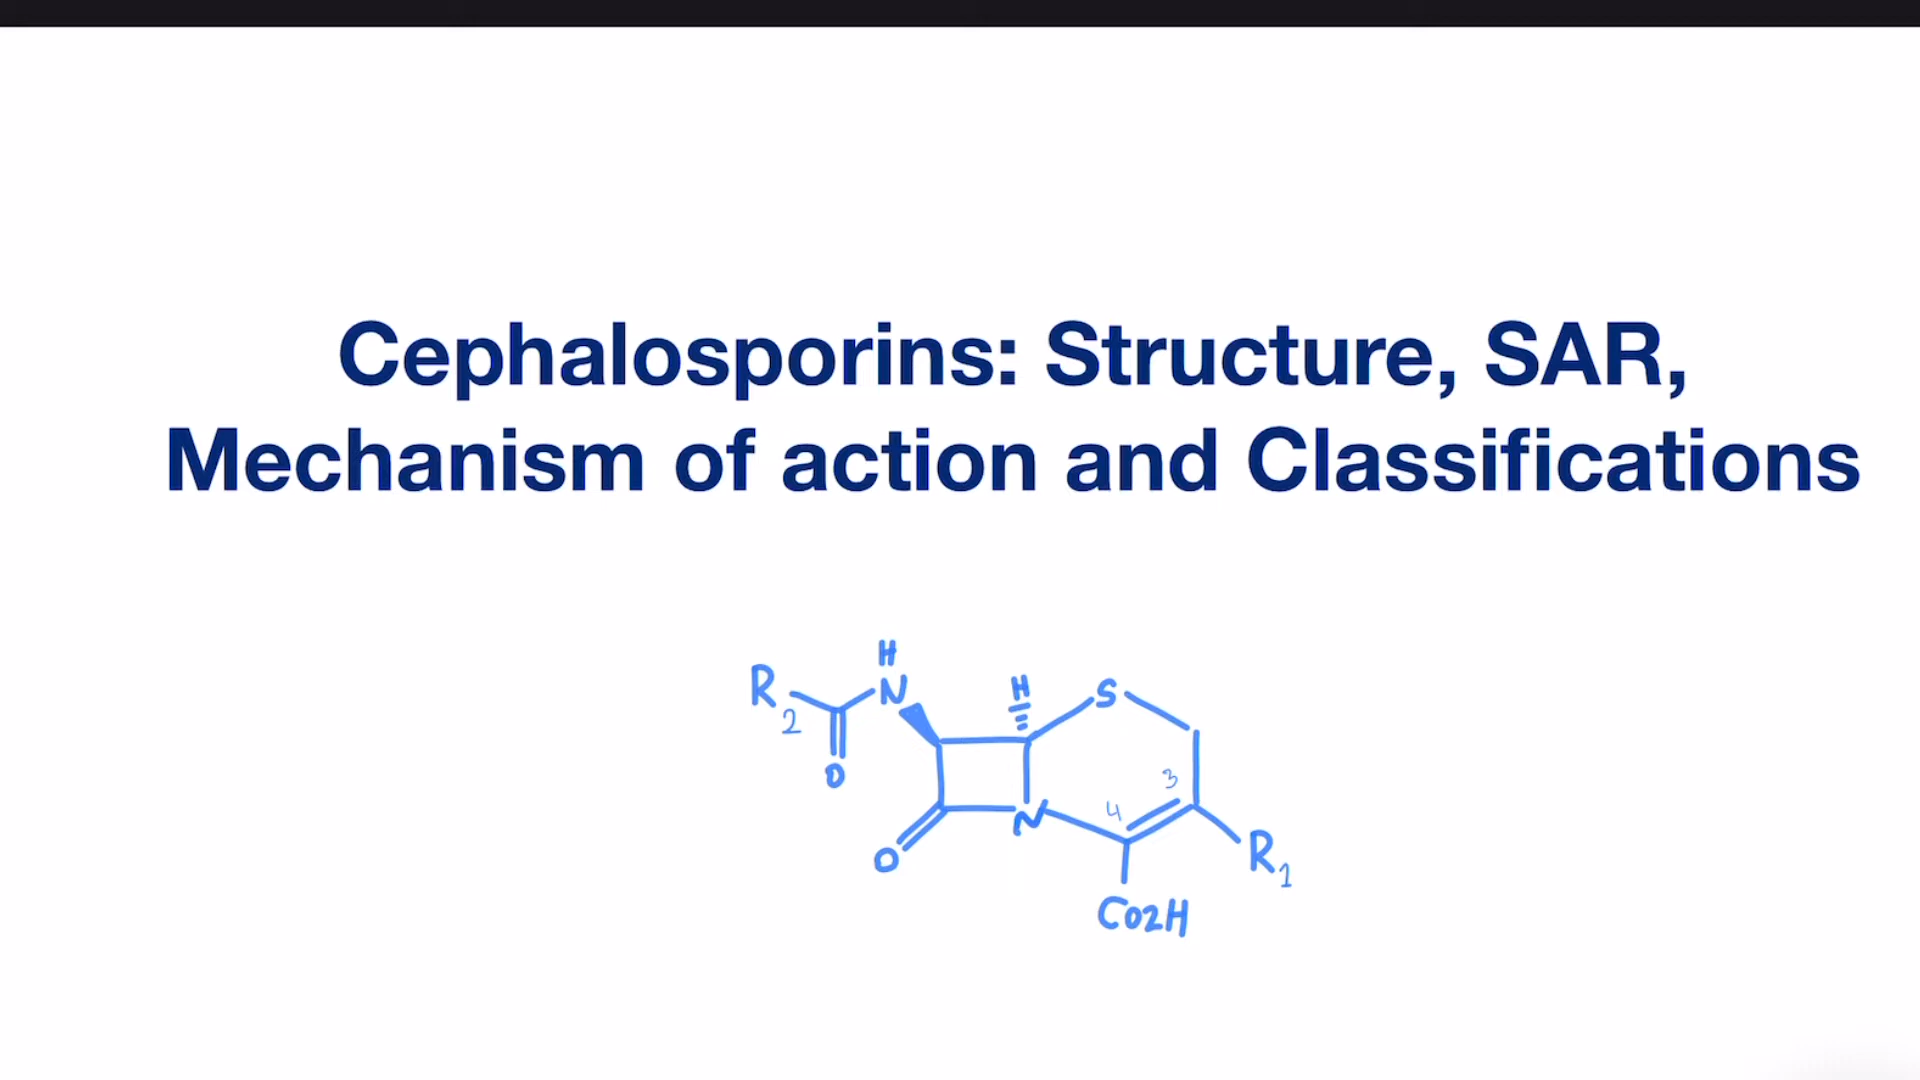 Cephalosporins: Structure, SAR,
Mechanism of action and Classifications
H
R2 N H S
O 4 3
N
O R1
CO2H